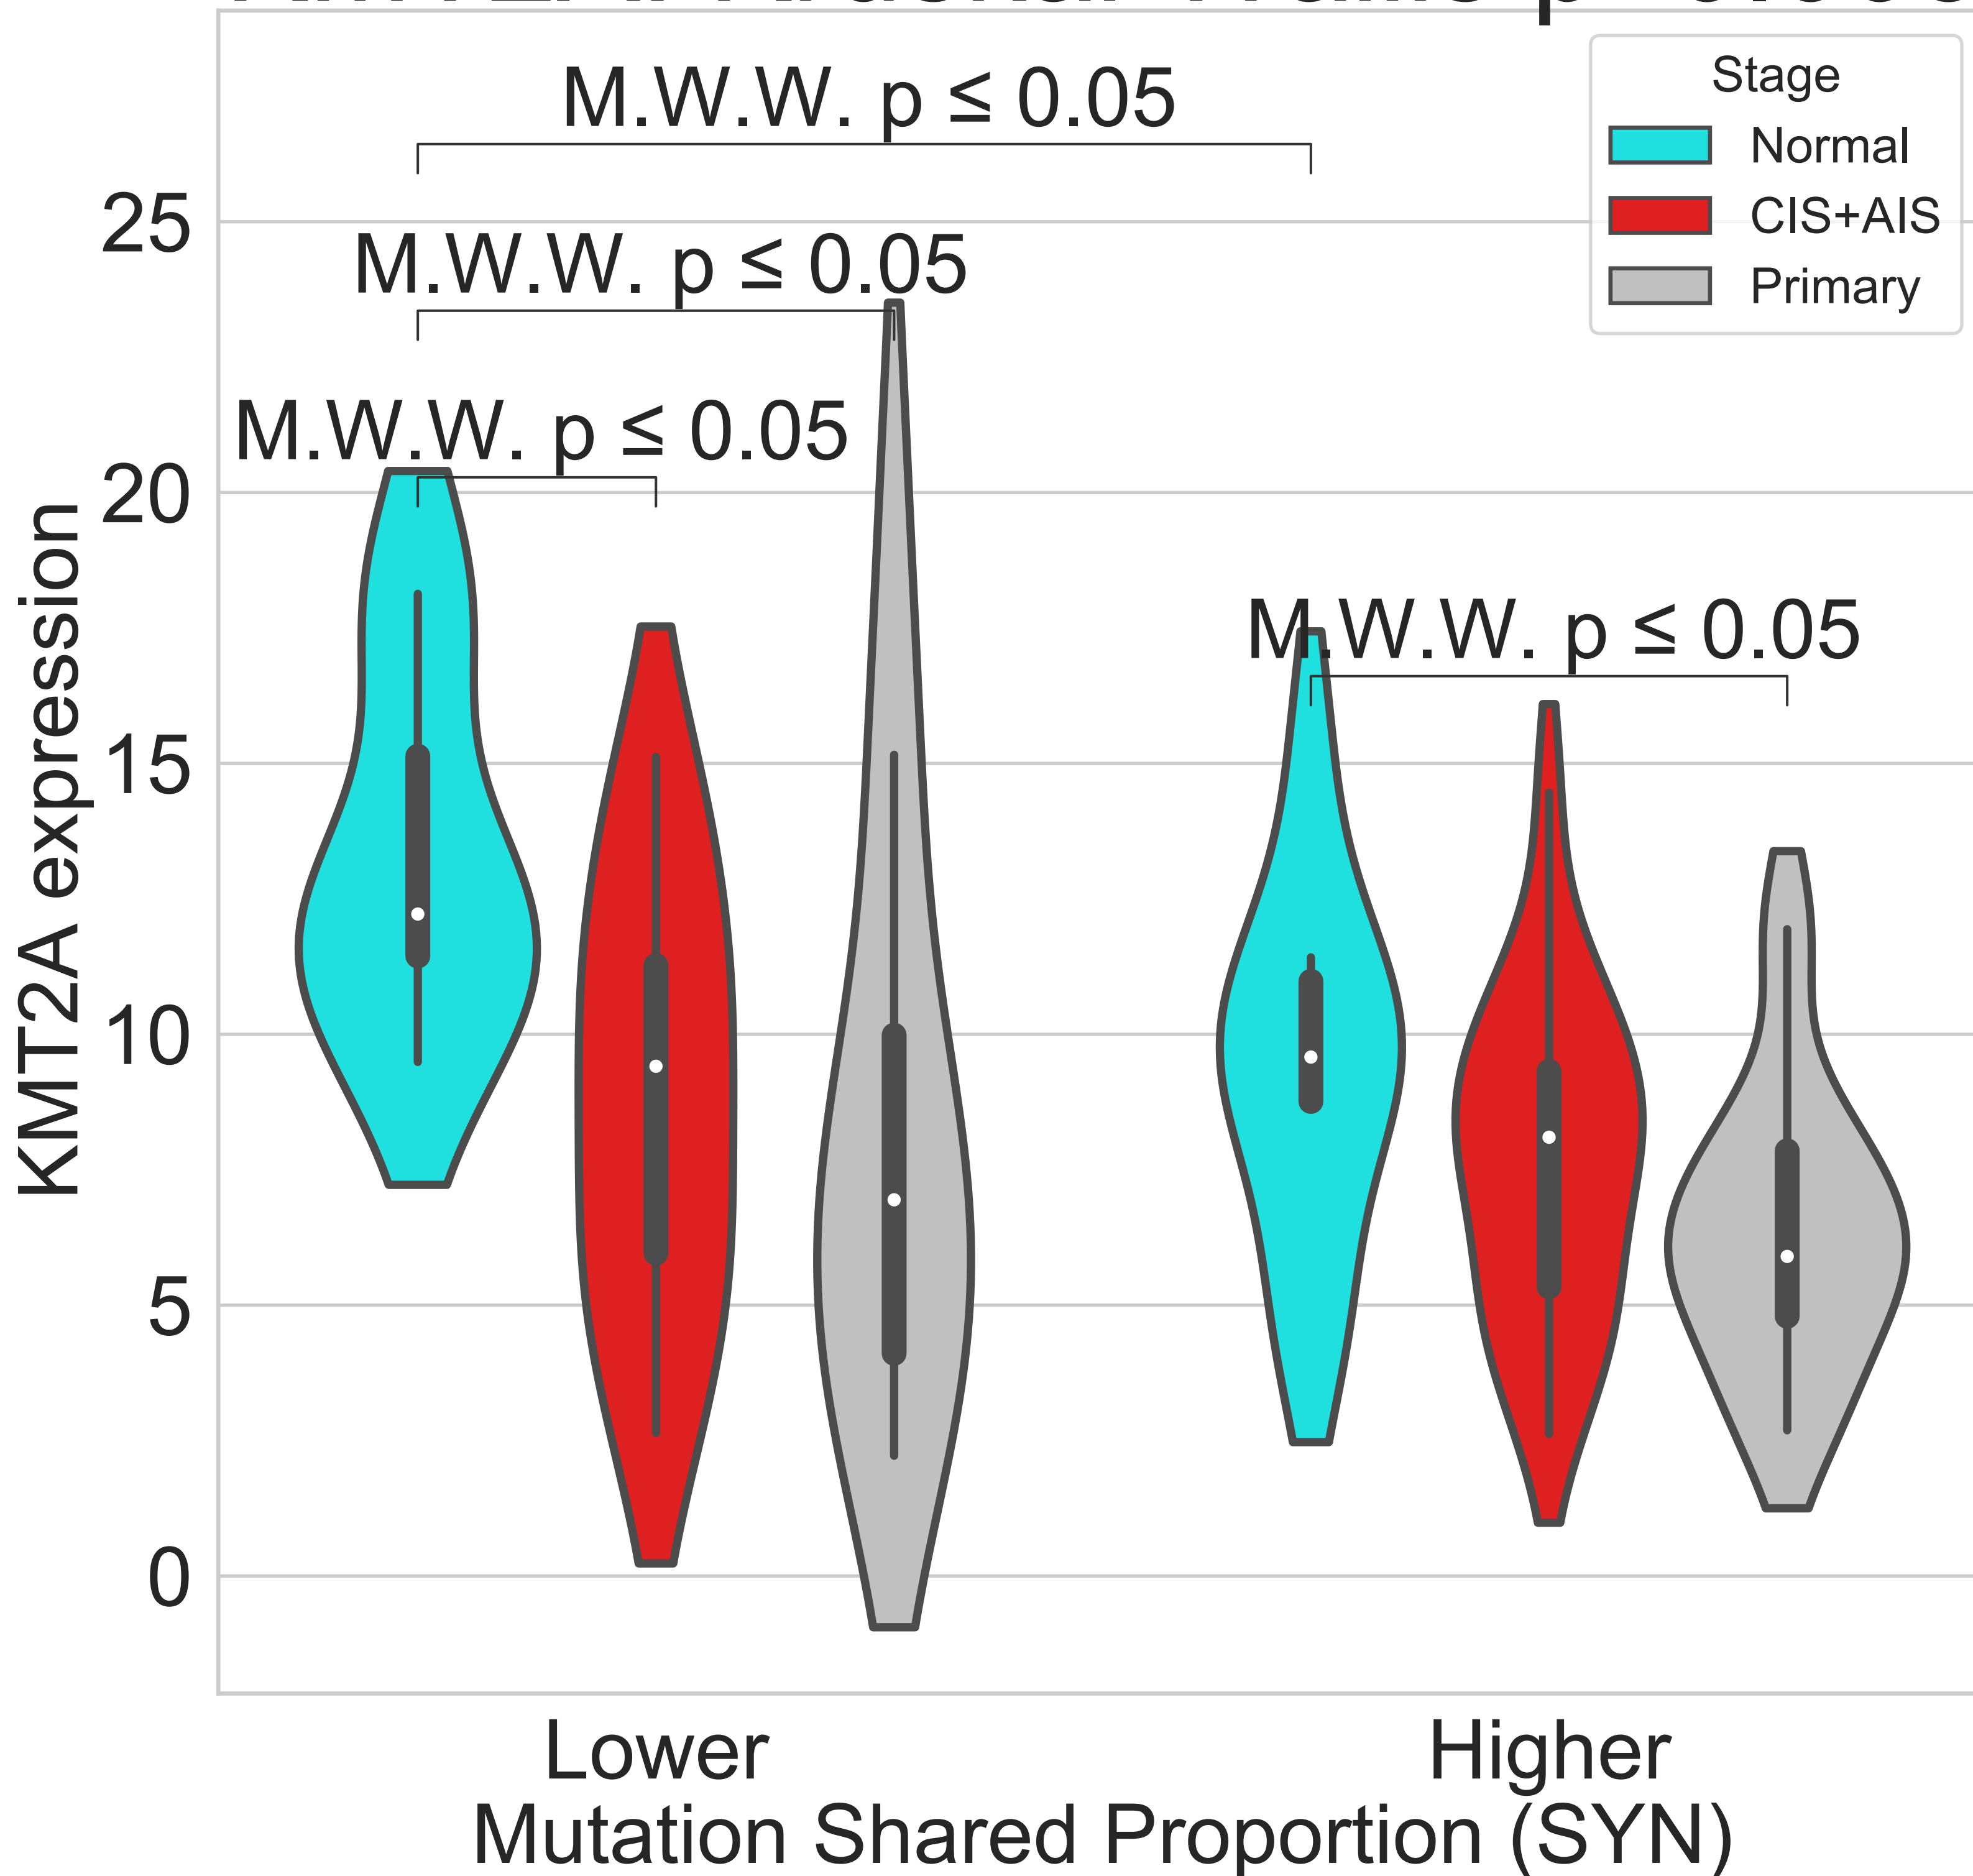 M.W.W. p ≤ 0.05
Stage
Normal
CIS+AIS
Primary
25
M.W.W. p ≤ 0.05
M.W.W. p ≤ 0.05
20
M.W.W. p ≤ 0.05
15
10
5
0
KMT2A expression
Lower
Higher
Mutation Shared Proportion (SYN)